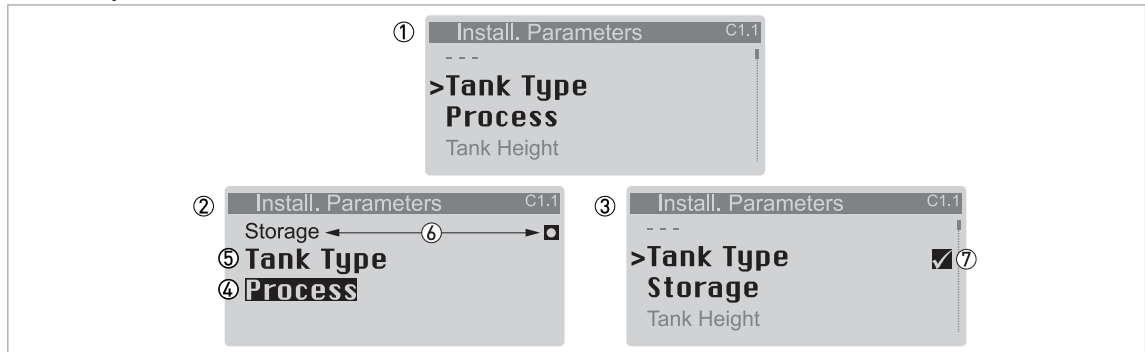 ① Install. Parameters C1.1
- - -
>Tank Type
Process
Tank Height
② Install. Parameters C1.1
Storage ⑥
⑤ Tank Type
④ Process
③ Install. Parameters C1.1
- - -
>Tank Type ⑦
Storage
Tank Height